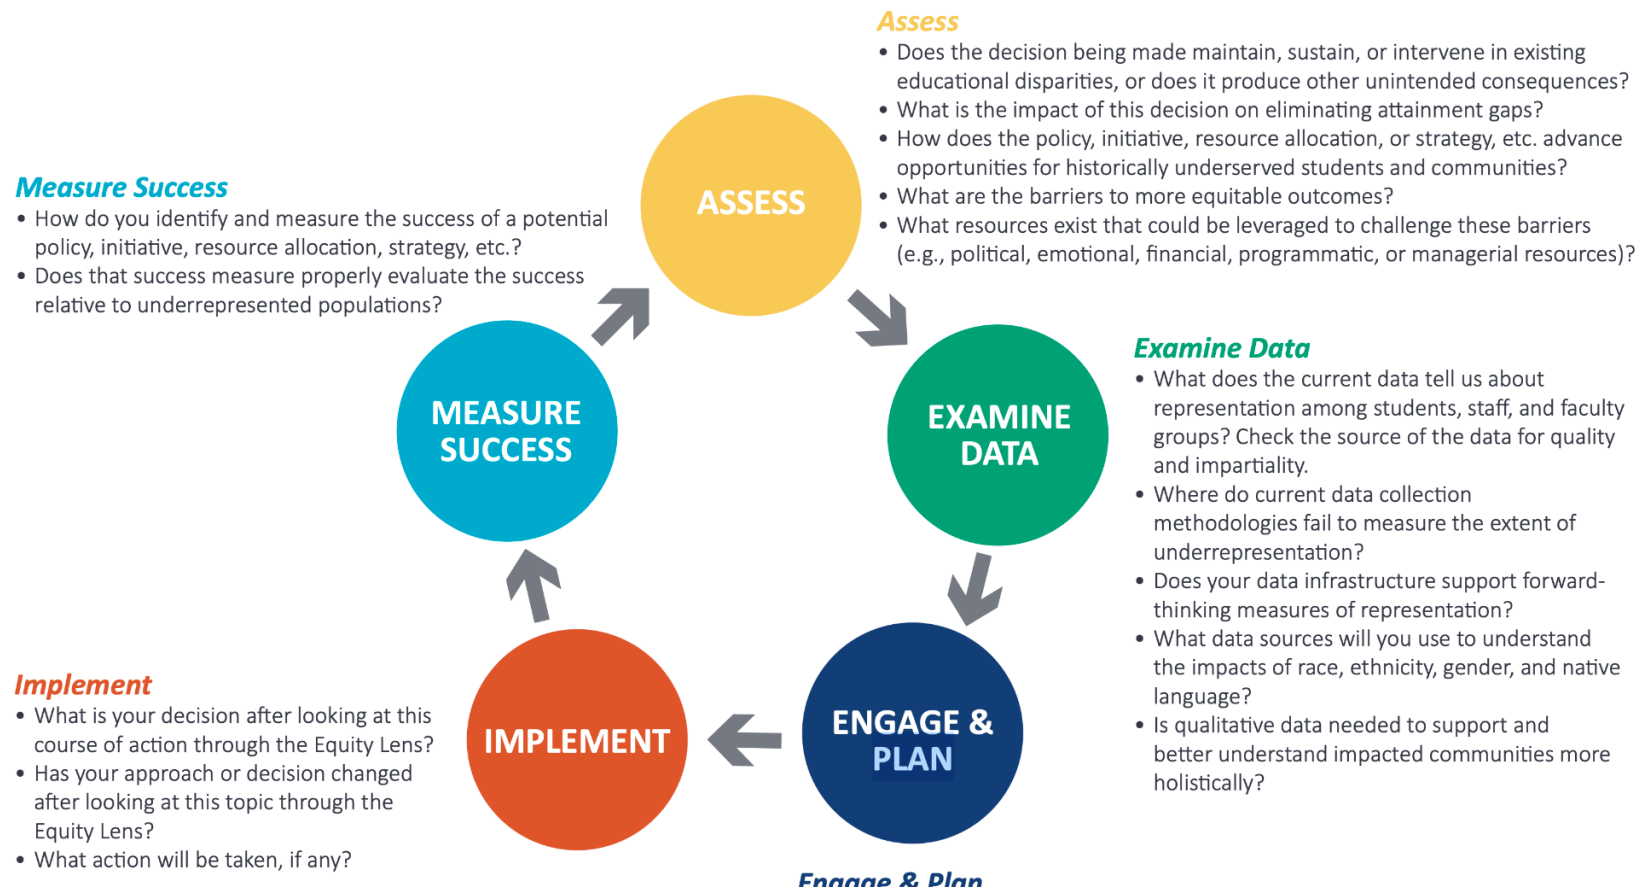 Assess
• Does the decision being made maintain, sustain, or intervene in existing
educational disparities, or does it produce other unintended consequences?
• What is the impact of this decision on eliminating attainment gaps?
• How does the policy, initiative, resource allocation, or strategy, etc. advance
opportunities for historically underserved students and communities?
• What are the barriers to more equitable outcomes?
• What resources exist that could be leveraged to challenge these barriers
(e.g., political, emotional, financial, programmatic, or managerial resources)?
ASSESS
Measure Success
• How do you identify and measure the success of a potential
policy, initiative, resource allocation, strategy, etc.?
• Does that success measure properly evaluate the success
relative to underrepresented populations?
MEASURE
SUCCESS
EXAMINE
DATA
Examine Data
• What does the current data tell us about
representation among students, staff, and faculty
groups? Check the source of the data for quality
and impartiality.
• Where do current data collection
methodologies fail to measure the extent of
underrepresentation?
• Does your data infrastructure support forward-
thinking measures of representation?
• What data sources will you use to understand
the impacts of race, ethnicity, gender, and native
language?
• Is qualitative data needed to support and
better understand impacted communities more
holistically?
Implement
• What is your decision after looking at this
course of action through the Equity Lens?
• Has your approach or decision changed
after looking at this topic through the
Equity Lens?
• What action will be taken, if any?
IMPLEMENT
ENGAGE &
PLAN
Engage & Plan